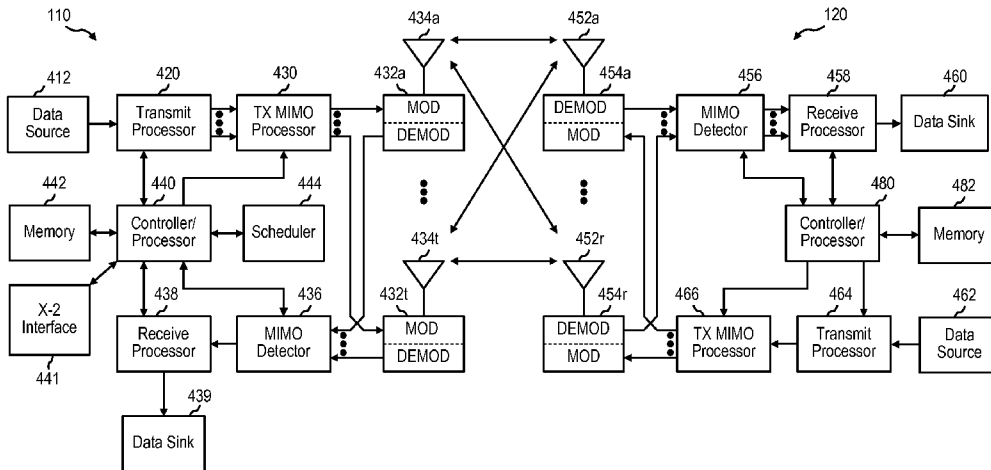 110
434a
452a
120
412
420
430
432a
454a
456
458
460
Data
Source
Transmit
Processor
TX MIMO
Processor
MOD
DEMOD
DEMOD
MOD
MIMO
Detector
Receive
Processor
Data Sink
442
440
444
480
482
Memory
Controller/
Processor
Scheduler
Controller/
Processor
Memory
434t
452r
438
436
432t
454r
466
464
462
X-2
Interface
Receive
Processor
MIMO
Detector
MOD
DEMOD
DEMOD
MOD
TX MIMO
Processor
Transmit
Processor
Data
Source
441
439
Data Sink